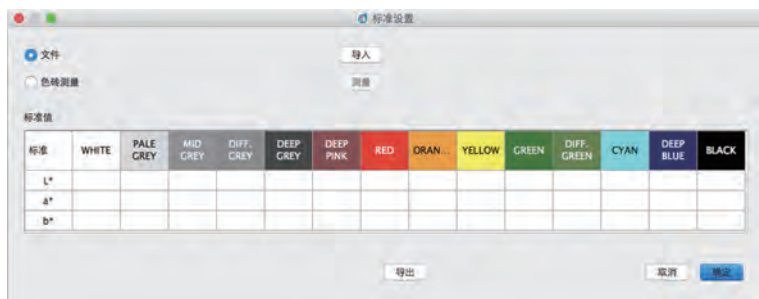 标准设置
文件
导入
色砖测量
测量
标准值
标准 WHITE PALE GREY MID GREY DIFF. GREY DEEP GREY DEEP PINK RED ORAN... YELLOW GREEN DIFF. GREEN CYAN DEEP BLUE BLACK
L*
a*
b*
导出 取消 确定